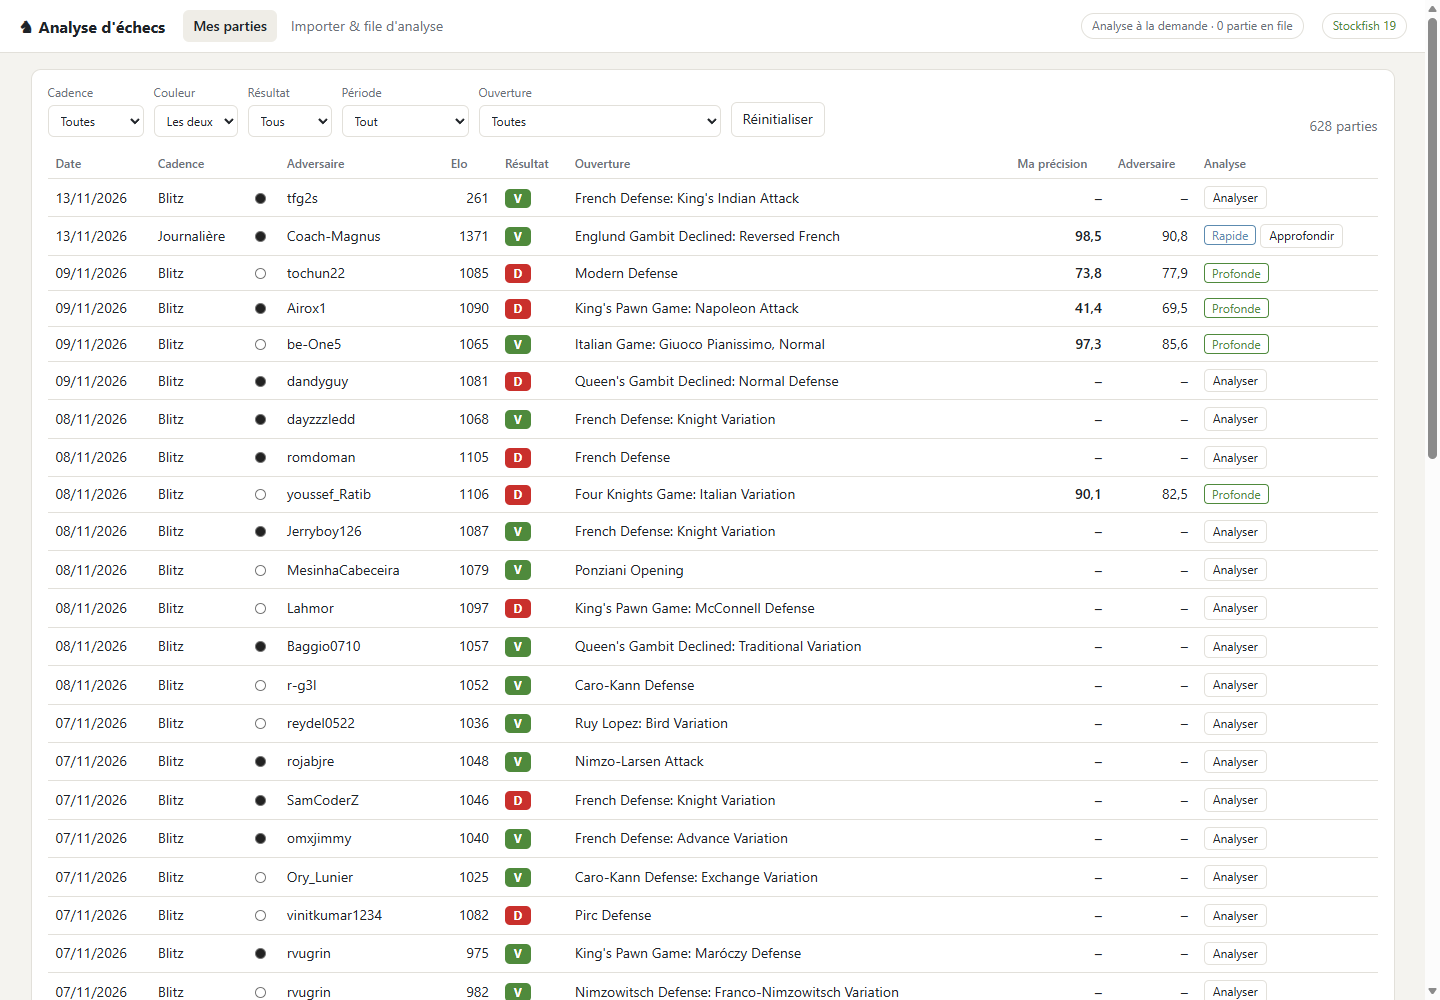 Analyse d'échecs Mes parties Importer & file d'analyse Analyse à la demande · 0 partie en file Stockfish 19
Cadence Couleur Résultat Période Ouverture
Toutes Les deux Tous Tout Toutes Réinitialiser 628 parties
Date Cadence Adversaire Elo Résultat Ouverture Ma précision Adversaire Analyse
13/11/2026 Blitz tfg2s 261 V French Defense: King's Indian Attack – – Analyser
13/11/2026 Journalière Coach-Magnus 1371 V Englund Gambit Declined: Reversed French 98,5 90,8 Rapide Approfondir
09/11/2026 Blitz tochun22 1085 D Modern Defense 73,8 77,9 Profonde
09/11/2026 Blitz Airox1 1090 D King's Pawn Game: Napoleon Attack 41,4 69,5 Profonde
09/11/2026 Blitz be-One5 1065 V Italian Game: Giuoco Pianissimo, Normal 97,3 85,6 Profonde
09/11/2026 Blitz dandyguy 1081 D Queen's Gambit Declined: Normal Defense – – Analyser
08/11/2026 Blitz dayzzzledd 1068 V French Defense: Knight Variation – – Analyser
08/11/2026 Blitz romdoman 1105 D French Defense – – Analyser
08/11/2026 Blitz youssef_Ratib 1106 D Four Knights Game: Italian Variation 90,1 82,5 Profonde
08/11/2026 Blitz Jerryboy126 1087 V French Defense: Knight Variation – – Analyser
08/11/2026 Blitz MesinhaCabeceira 1079 V Ponziani Opening – – Analyser
08/11/2026 Blitz Lahmor 1097 D King's Pawn Game: McConnell Defense – – Analyser
08/11/2026 Blitz Baggio0710 1057 V Queen's Gambit Declined: Traditional Variation – – Analyser
08/11/2026 Blitz r-g3l 1052 V Caro-Kann Defense – – Analyser
07/11/2026 Blitz reydel0522 1036 V Ruy Lopez: Bird Variation – – Analyser
07/11/2026 Blitz rojabjre 1048 V Nimzo-Larsen Attack – – Analyser
07/11/2026 Blitz SamCoderZ 1046 D French Defense: Knight Variation – – Analyser
07/11/2026 Blitz omxjimmy 1040 V French Defense: Advance Variation – – Analyser
07/11/2026 Blitz Ory_Lunier 1025 V Caro-Kann Defense: Exchange Variation – – Analyser
07/11/2026 Blitz vinitkumar1234 1082 D Pirc Defense – – Analyser
07/11/2026 Blitz rvugrin 975 V King's Pawn Game: Maróczy Defense – – Analyser
07/11/2026 Blitz rvugrin 982 V Nimzowitsch Defense: Franco-Nimzowitsch Variation – – Analyser